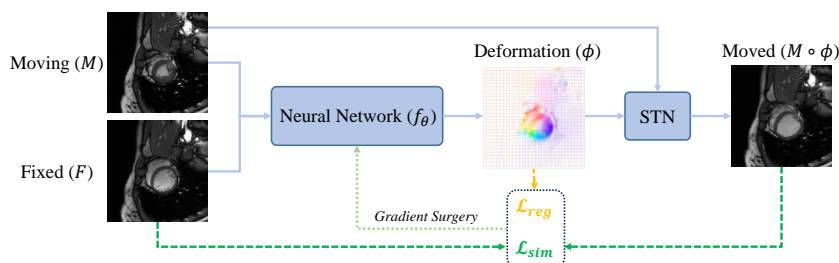 Deformation (ϕ)
Moved (M ∘ ϕ)
Moving (M)
Neural Network (f_θ)
STN
Fixed (F)
Gradient Surgery
ℒ_reg
ℒ_sim